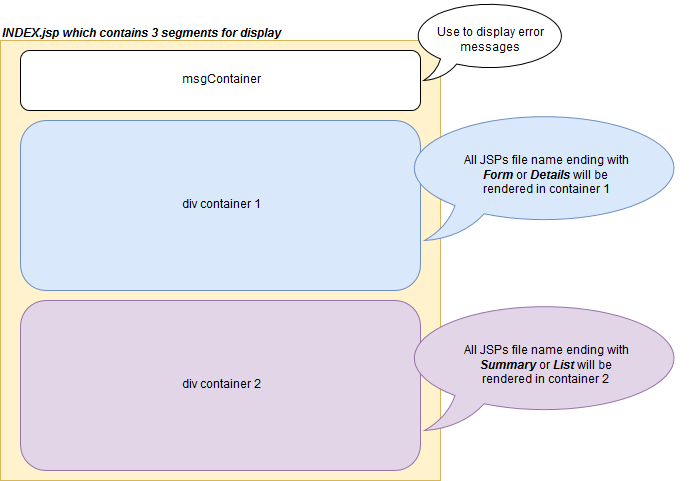 INDEX.jsp which contains 3 segments for display
Use to display error
messages
msgContainer
All JSPs file name ending with
Form or Details will be
rendered in container 1
div container 1
All JSPs file name ending with
Summary or List will be
rendered in container 2
div container 2